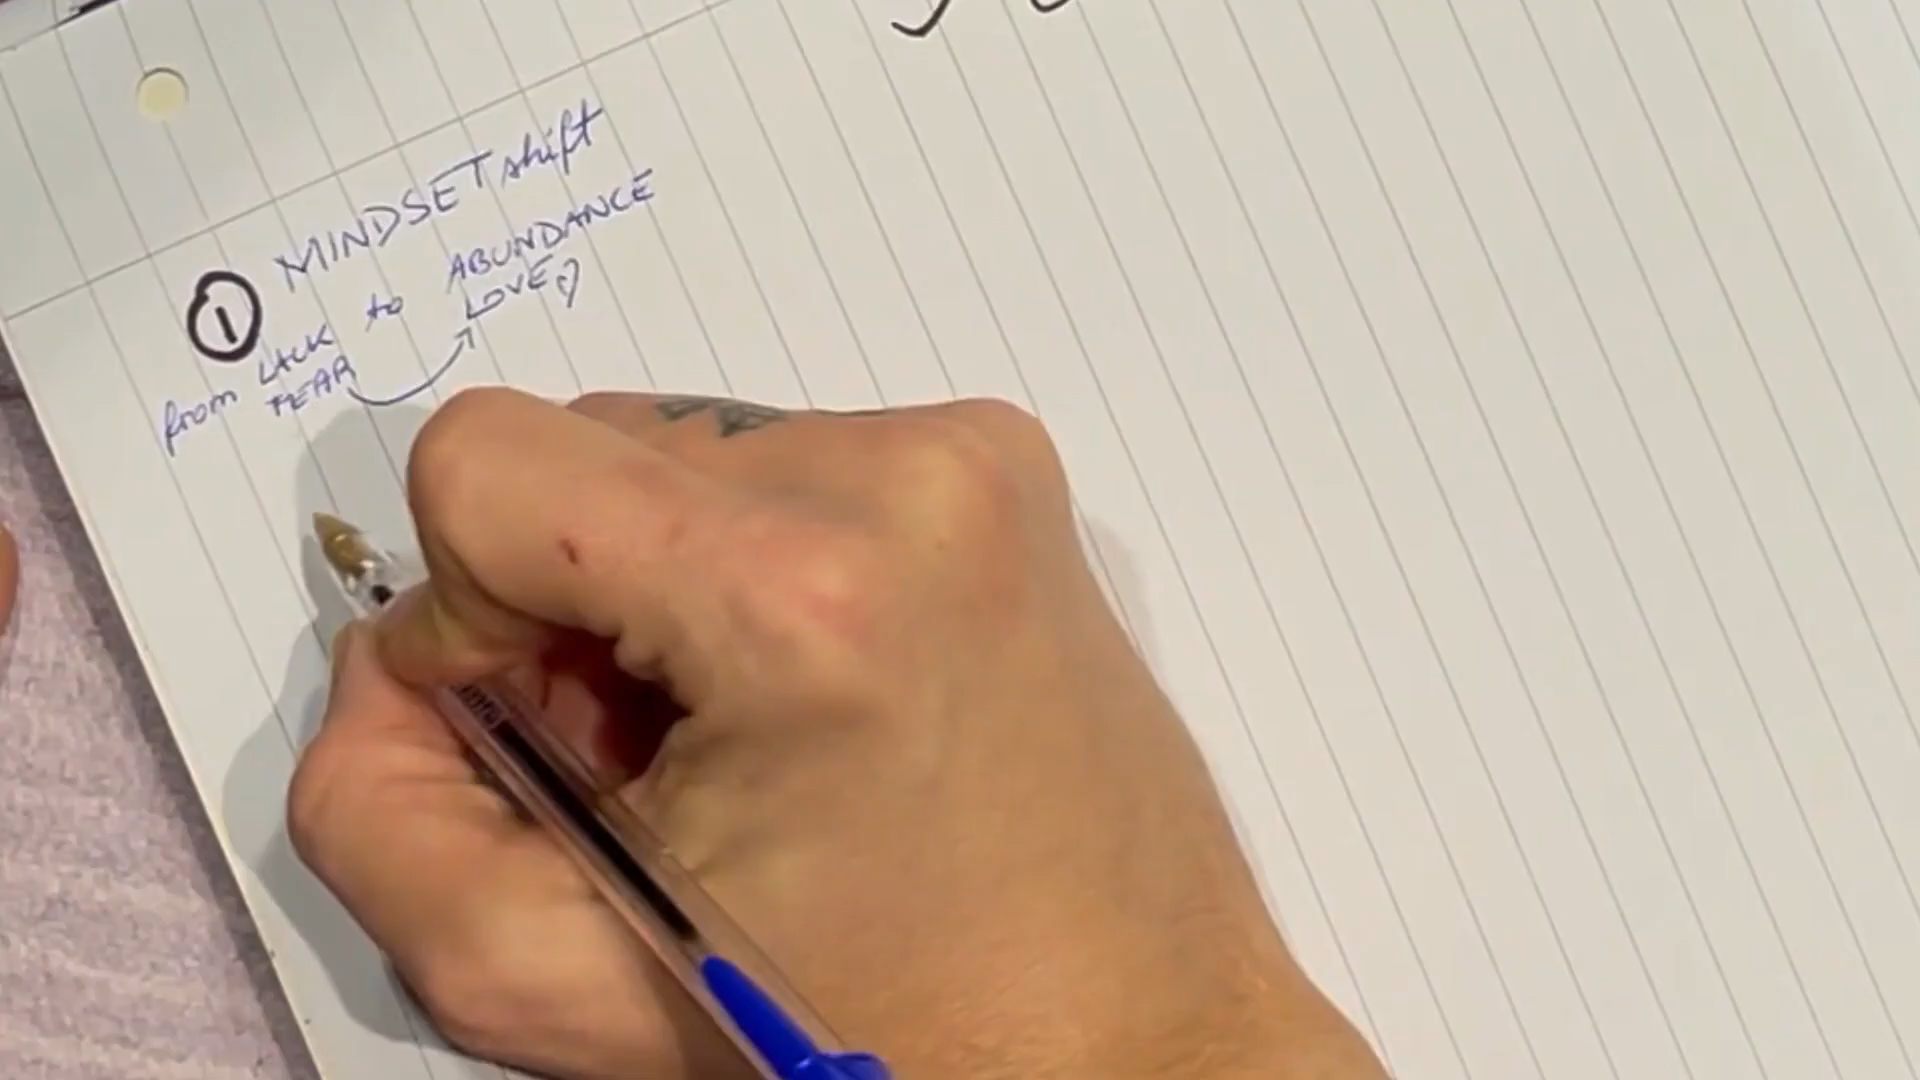 ① MINDSET shift
from LACK to ABUNDANCE
FEAR LOVE ♡